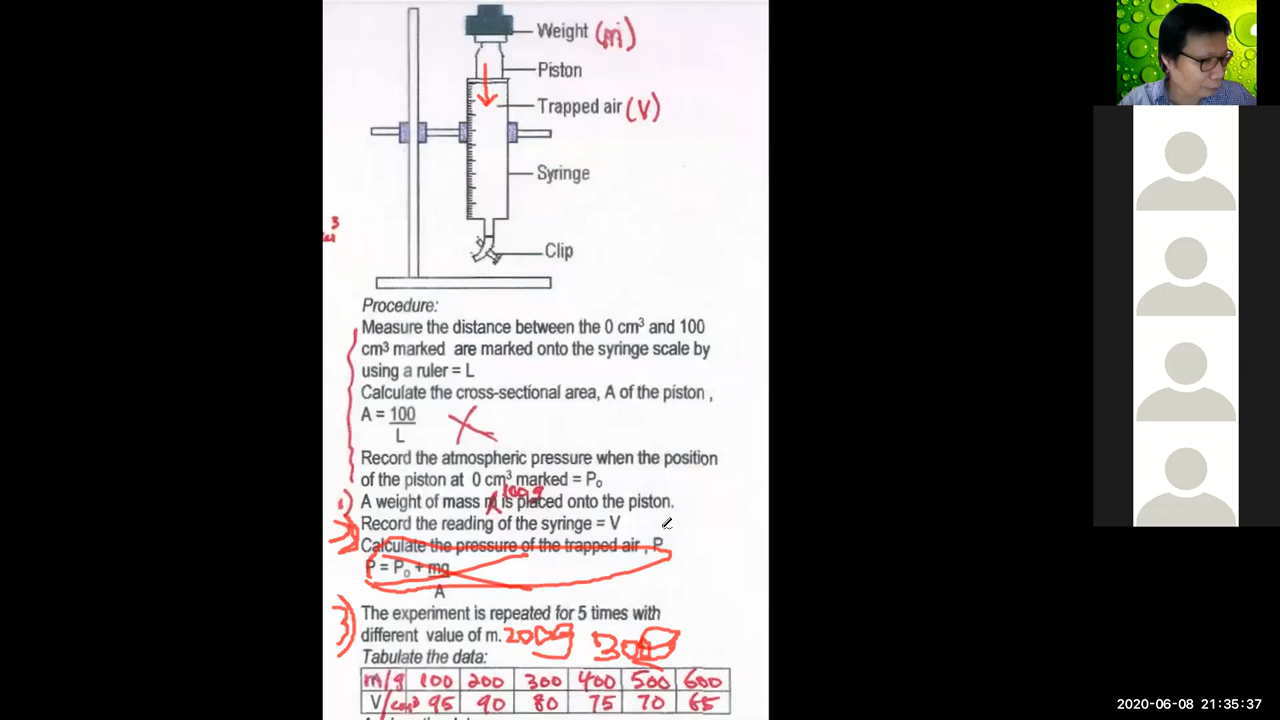 Weight (m)
Piston
Trapped air (V)
Syringe
Clip
Procedure:
Measure the distance between the 0 cm³ and 100
cm³ marked are marked onto the syringe scale by
using a ruler = L
Calculate the cross-sectional area, A of the piston ,
A = 100
L
Record the atmospheric pressure when the position
of the piston at 0 cm³ marked = P₀
1) A weight of mass m is placed onto the piston.
100g
Record the reading of the syringe = V
Calculate the pressure of the trapped air , P
P = P₀ + mg
A
3) The experiment is repeated for 5 times with
different value of m. 200 300
Tabulate the data:
m/g 100 200 300 400 500 600
V/cm³ 95 90 80 75 70 65
2020-06-08 21:35:37